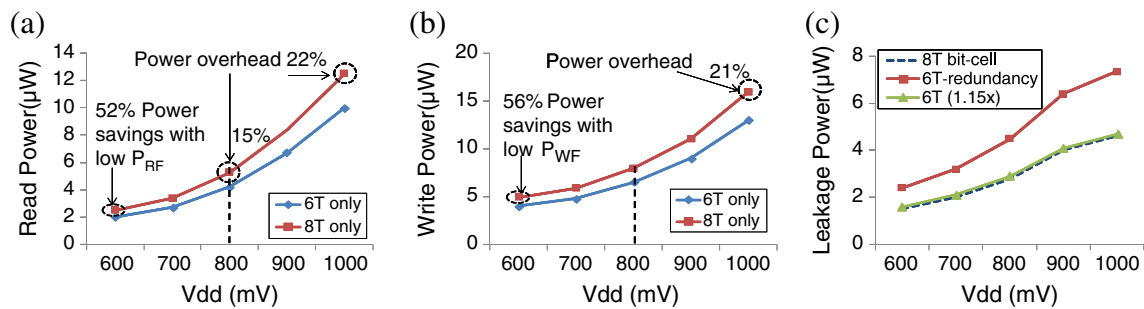 (a)
Read Power(µW)
14
12
10
8
6
4
2
0
Power overhead 22%
52% Power
savings with
low PRF
15%
6T only
8T only
600 700 800 900 1000
Vdd (mV)
(b)
Write Power(µW)
20
15
10
5
0
Power overhead
21%
56% Power
savings with
low PWF
6T only
8T only
600 700 800 900 1000
Vdd (mV)
(c)
Leakage Power(µW)
8
6
4
2
0
8T bit-cell
6T-redundancy
6T (1.15x)
600 700 800 900 1000
Vdd (mV)